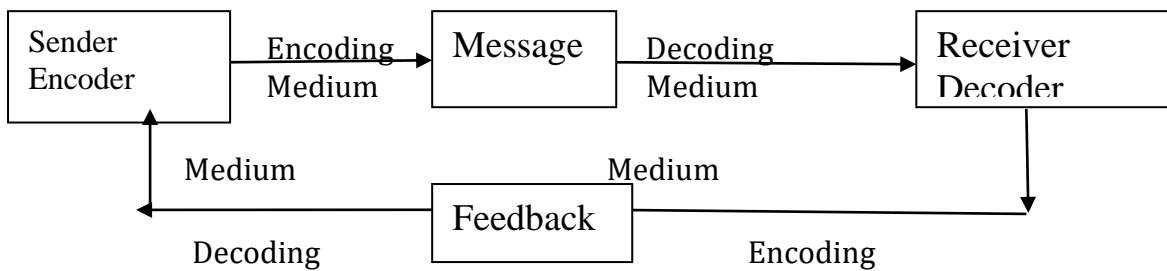 Sender
Encoder
Encoding
Medium
Message
Decoding
Medium
Receiver
Decoder
Medium
Medium
Feedback
Decoding
Encoding